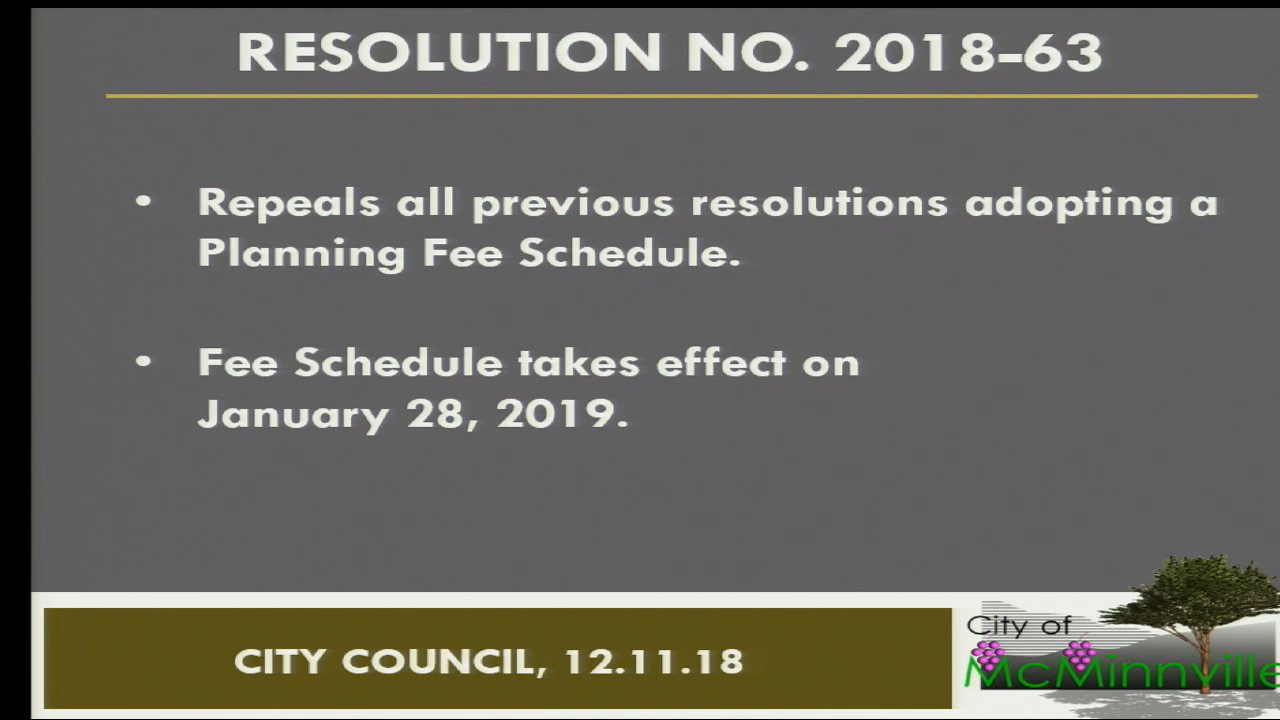 RESOLUTION NO. 2018-63
• Repeals all previous resolutions adopting a
Planning Fee Schedule.
• Fee Schedule takes effect on
January 28, 2019.
CITY COUNCIL, 12.11.18
City of
McMinnville